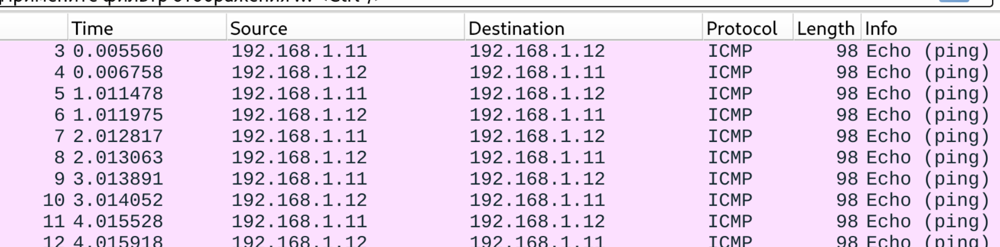 Примените фильтр отображения ... <Ctrl-/>
Time Source Destination Protocol Length Info
3 0.005560 192.168.1.11 192.168.1.12 ICMP 98 Echo (ping)
4 0.006758 192.168.1.12 192.168.1.11 ICMP 98 Echo (ping)
5 1.011478 192.168.1.11 192.168.1.12 ICMP 98 Echo (ping)
6 1.011975 192.168.1.12 192.168.1.11 ICMP 98 Echo (ping)
7 2.012817 192.168.1.11 192.168.1.12 ICMP 98 Echo (ping)
8 2.013063 192.168.1.12 192.168.1.11 ICMP 98 Echo (ping)
9 3.013891 192.168.1.11 192.168.1.12 ICMP 98 Echo (ping)
10 3.014052 192.168.1.12 192.168.1.11 ICMP 98 Echo (ping)
11 4.015528 192.168.1.11 192.168.1.12 ICMP 98 Echo (ping)
12 4.015918 192.168.1.12 192.168.1.11 ICMP 98 Echo (ping)